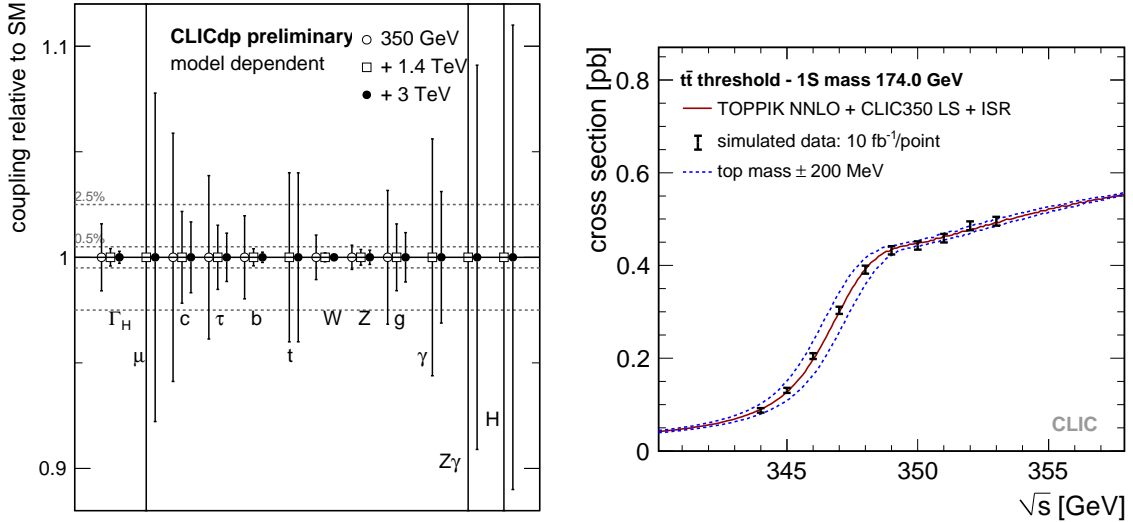 coupling relative to SM
1.1
1
0.9
CLICdp preliminary
model dependent
350 GeV
+ 1.4 TeV
+ 3 TeV
2.5%
0.5%
Γ_H
c
τ
b
W
Z
g
μ
t
γ
H
Zγ
cross section [pb]
0.8
0.6
0.4
0.2
0
tt̄ threshold - 1S mass 174.0 GeV
TOPPIK NNLO + CLIC350 LS + ISR
simulated data: 10 fb⁻¹/point
top mass ± 200 MeV
CLIC
345 350 355
√s [GeV]